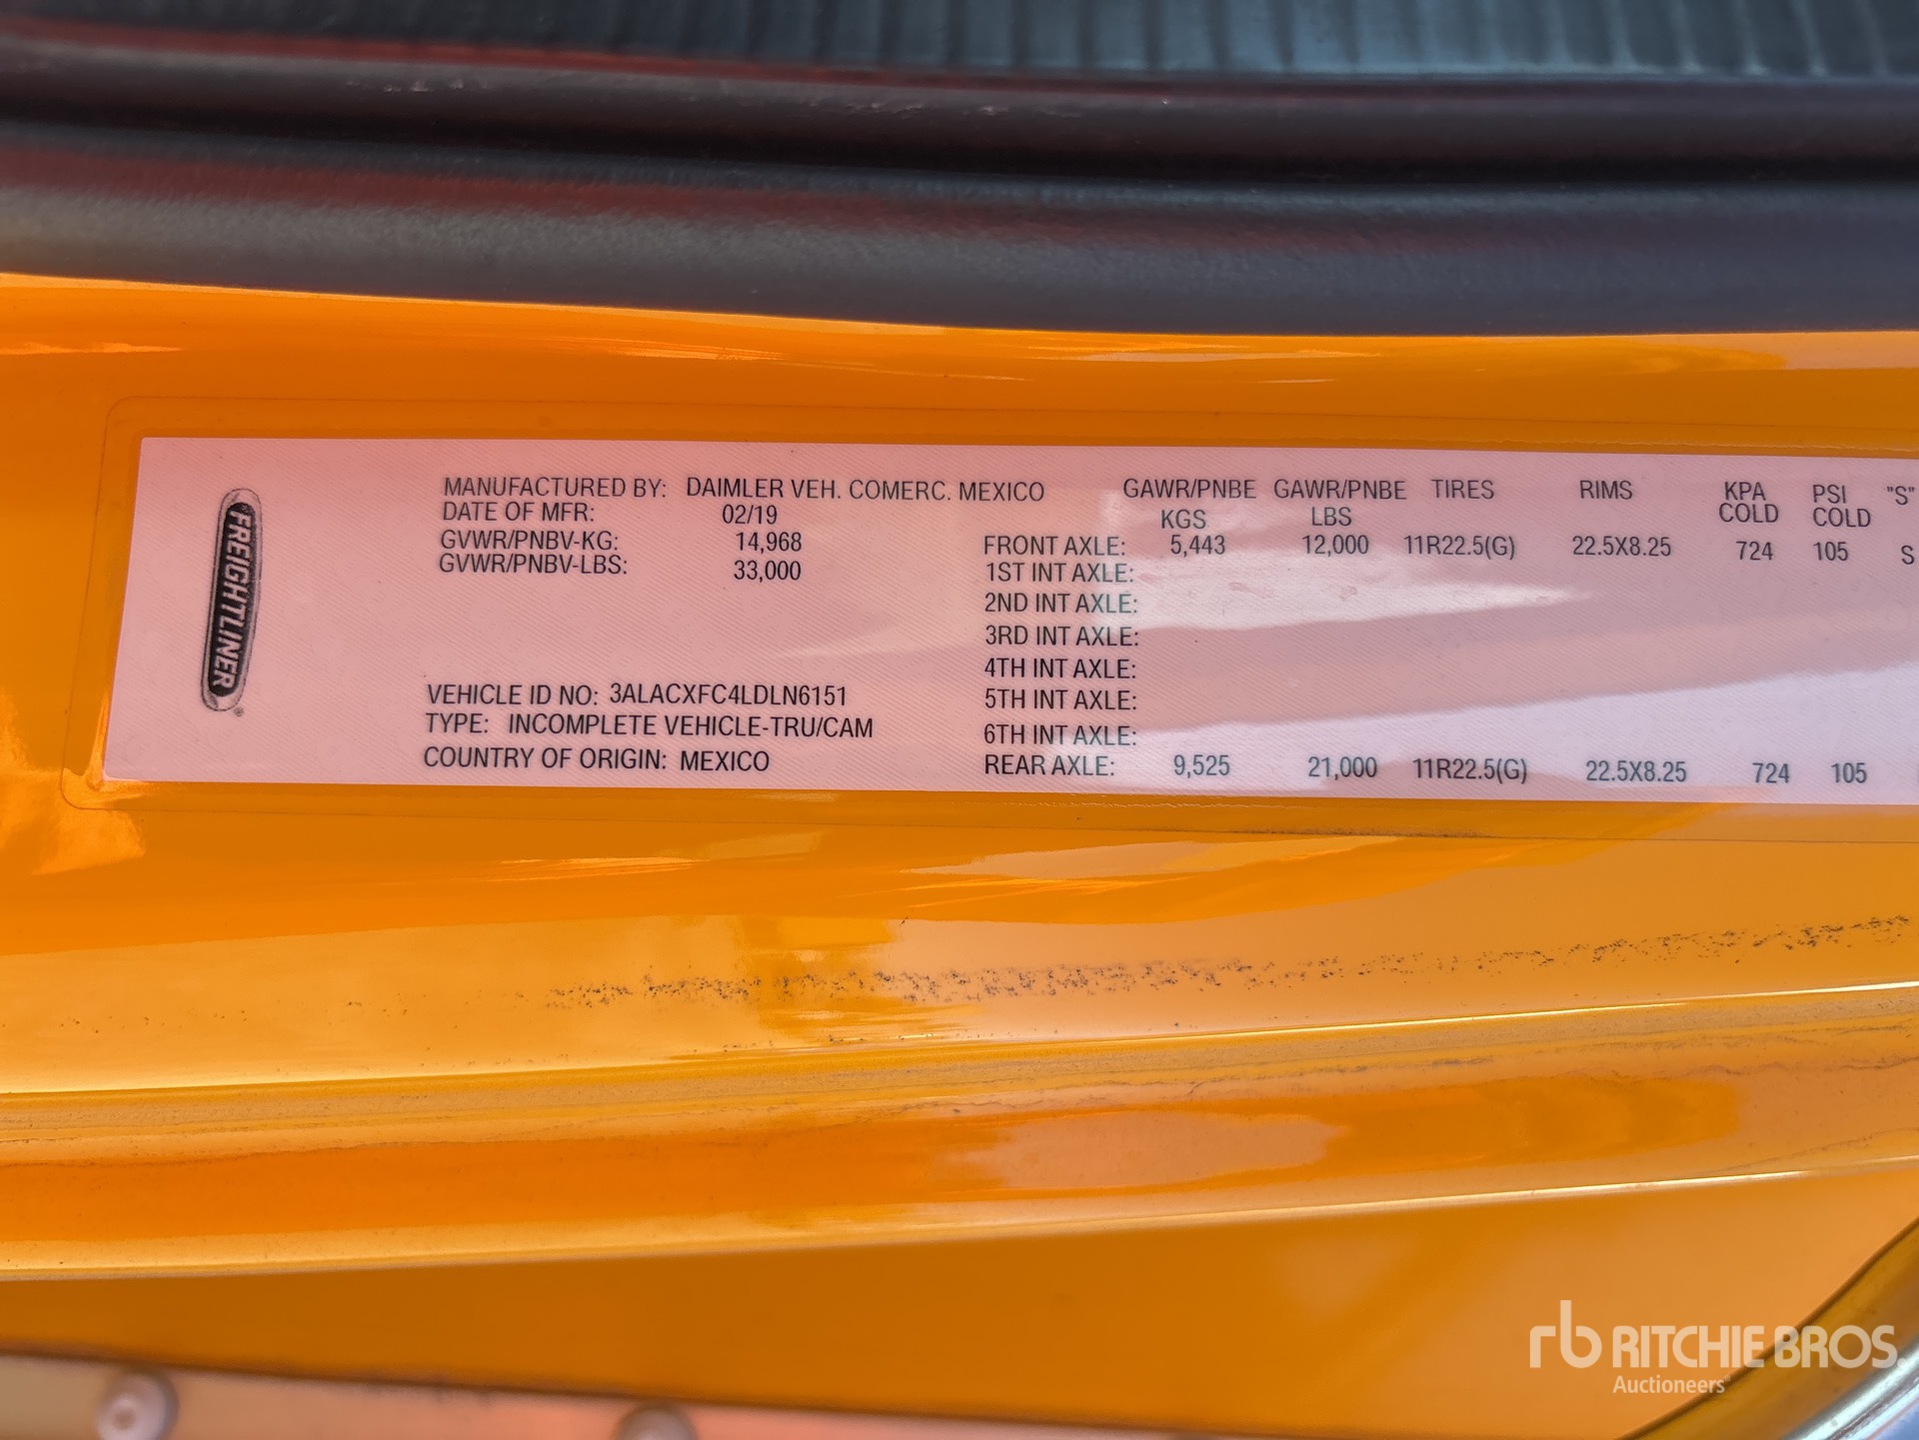 FREIGHTLINER
MANUFACTURED BY: DAIMLER VEH. COMERC. MEXICO
DATE OF MFR: 02/19
GVWR/PNBV-KG: 14,968
GVWR/PNBV-LBS: 33,000
VEHICLE ID NO: 3ALACXFC4LDLN6151
TYPE: INCOMPLETE VEHICLE-TRU/CAM
COUNTRY OF ORIGIN: MEXICO
GAWR/PNBE GAWR/PNBE TIRES RIMS KPA PSI "S"
KGS LBS COLD COLD
FRONT AXLE: 5,443 12,000 11R22.5(G) 22.5X8.25 724 105 S
1ST INT AXLE:
2ND INT AXLE:
3RD INT AXLE:
4TH INT AXLE:
5TH INT AXLE:
6TH INT AXLE:
REAR AXLE: 9,525 21,000 11R22.5(G) 22.5X8.25 724 105
rb RITCHIE BROS.
Auctioneers